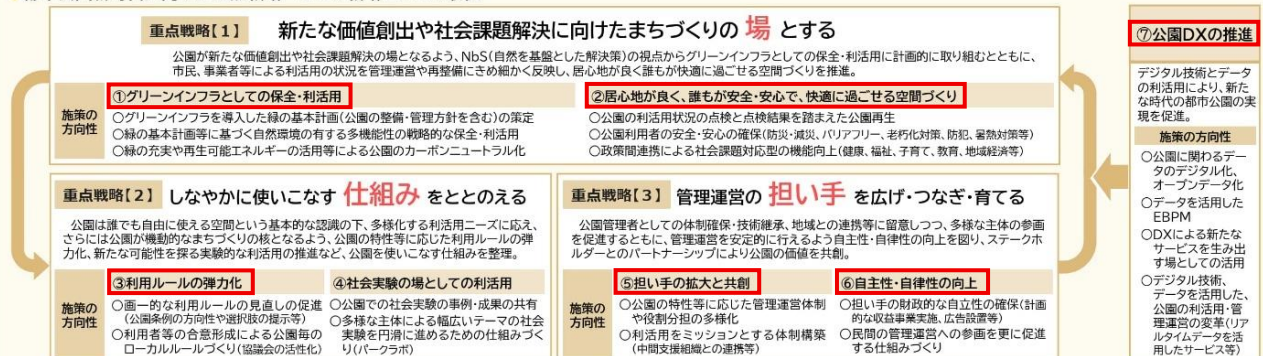 重点戦略【1】 新たな価値創出や社会課題解決に向けたまちづくりの 場 とする
公園が新たな価値創出や社会課題解決の場となるよう、NbS(自然を基盤とした解決策)の視点からグリーンインフラとしての保全・利活用に計画的に取り組むとともに、
市民、事業者等による利活用の状況を管理運営や再整備にきめ細かく反映し、居心地が良く誰もが快適に過ごせる空間づくりを推進。
施策の
方向性
①グリーンインフラとしての保全・利活用
○グリーンインフラを導入した緑の基本計画(公園の整備・管理方針を含む)の策定
○緑の基本計画等に基づく自然環境の有する多機能性の戦略的な保全・利活用
○緑の充実や再生可能エネルギーの活用等による公園のカーボンニュートラル化
②居心地が良く、誰もが安全・安心で、快適に過ごせる空間づくり
○公園の利活用状況の点検と点検結果を踏まえた公園再生
○公園利用者の安全・安心の確保(防災・減災、バリアフリー、老朽化対策、防犯、暑熱対策等)
○政策間連携による社会課題対応型の機能向上(健康、福祉、子育て、教育、地域経済等)
重点戦略【2】 しなやかに使いこなす 仕組み をととのえる
公園は誰でも自由に使える空間という基本的な認識の下、多様化する利活用ニーズに応え、
さらには公園が機動的なまちづくりの核となるよう、公園の特性等に応じた利用ルールの弾
力化、新たな可能性を探る実験的な利活用の推進など、公園を使いこなす仕組みを整理。
施策の
方向性
③利用ルールの弾力化
○画一的な利用ルールの見直しの促進
(公園条例の方向性や選択肢の提示等)
○利用者等の合意形成による公園毎の
ローカルルールづくり(協議会の活性化)
④社会実験の場としての利活用
○公園での社会実験の事例・成果の共有
○多様な主体による幅広いテーマの社会
実験を円滑に進めるための仕組みづく
り(パークラボ)
重点戦略【3】 管理運営の 担い手 を広げ・つなぎ・育てる
公園管理者としての体制確保・技術継承、地域との連携等に留意しつつ、多様な主体の参画
を促進するとともに、管理運営を安定的に行えるよう自主性・自律性の向上を図り、ステークホ
ルダーとのパートナーシップにより公園の価値を共創。
施策の
方向性
⑤担い手の拡大と共創
○公園の特性等に応じた管理運営体制
や役割分担の多様化
○利活用をミッションとする体制構築
(中間支援組織との連携等)
⑥自主性・自律性の向上
○担い手の財政的な自立性の確保(計画
的な収益事業実施、広告設置等)
○民間の管理運営への参画を更に促進
する仕組みづくり
⑦公園DXの推進
デジタル技術とデータ
の利活用により、新た
な時代の都市公園の実
現を促進。
施策の方向性
○公園に関わるデー
タのデジタル化、
オープンデータ化
○データを活用した
EBPM
○DXによる新たな
サービスを生み出
す場としての活用
○デジタル技術、
データを活用した、
公園の利活用・管
理運営の変革(リア
ルタイムデータを活
用したサービス等)